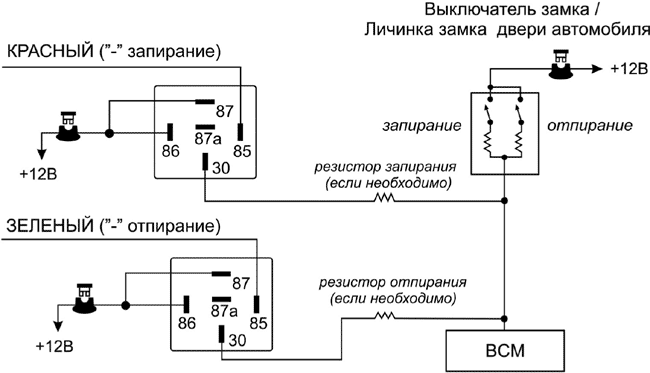 Выключатель замка /
Личинка замка двери автомобиля
КРАСНЫЙ ("-" запирание)
+12В
87
87а
86
85
30
+12В
запирание
отпирание
резистор запирания
(если необходимо)
ЗЕЛЕНЫЙ ("-" отпирание)
87
87а
86
85
30
+12В
резистор отпирания
(если необходимо)
ВСМ